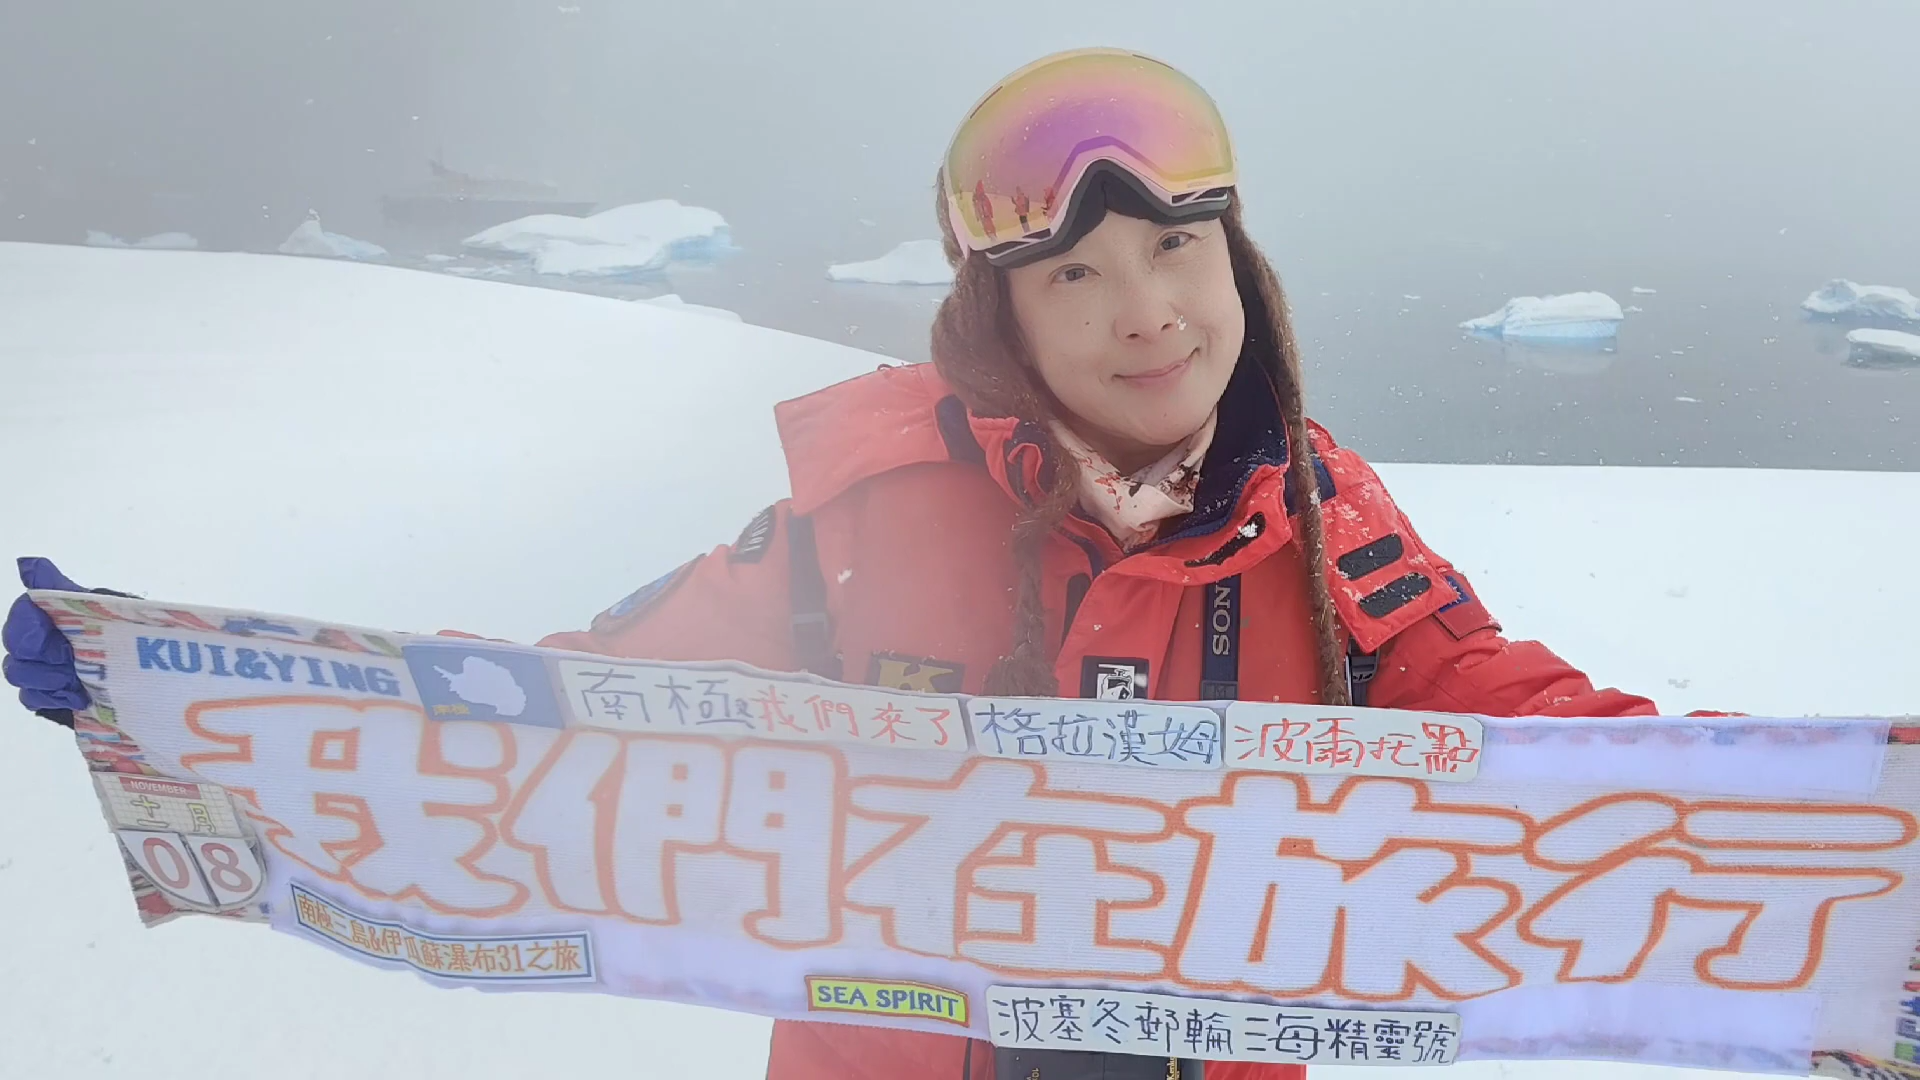 KUI&YING
南極
南極我們來了
格拉漢姆
波爾托點
我們在旅行
NOVEMBER
十一月
08
南極三島&伊瓜蘇瀑布31之旅
SEA SPIRIT
波塞冬郵輪海精靈號
SON